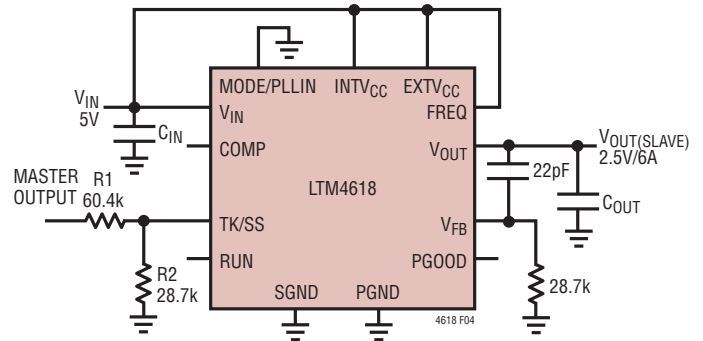 MODE/PLLIN INTVCC EXTVCC
VIN
5V
VIN
FREQ
CIN
COMP
VOUT
VOUT(SLAVE)
2.5V/6A
22pF
MASTER
OUTPUT
R1
60.4k
LTM4618
COUT
TK/SS
VFB
RUN
PGOOD
R2
28.7k
28.7k
SGND PGND
4618 F04